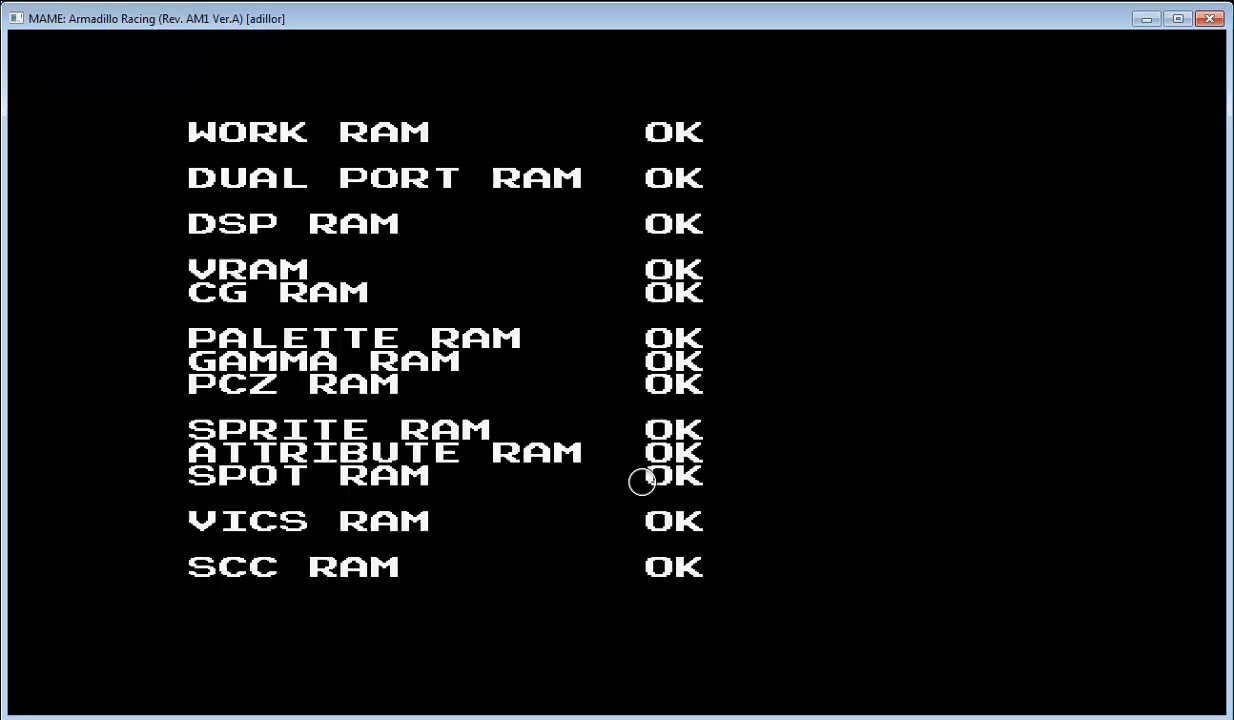 MAME: Armadillo Racing (Rev. AM1 Ver.A) [adillor]
WORK RAM OK
DUAL PORT RAM OK
DSP RAM OK
VRAM OK
CG RAM OK
PALETTE RAM OK
GAMMA RAM OK
PCZ RAM OK
SPRITE RAM OK
ATTRIBUTE RAM OK
SPOT RAM OK
VICS RAM OK
SCC RAM OK